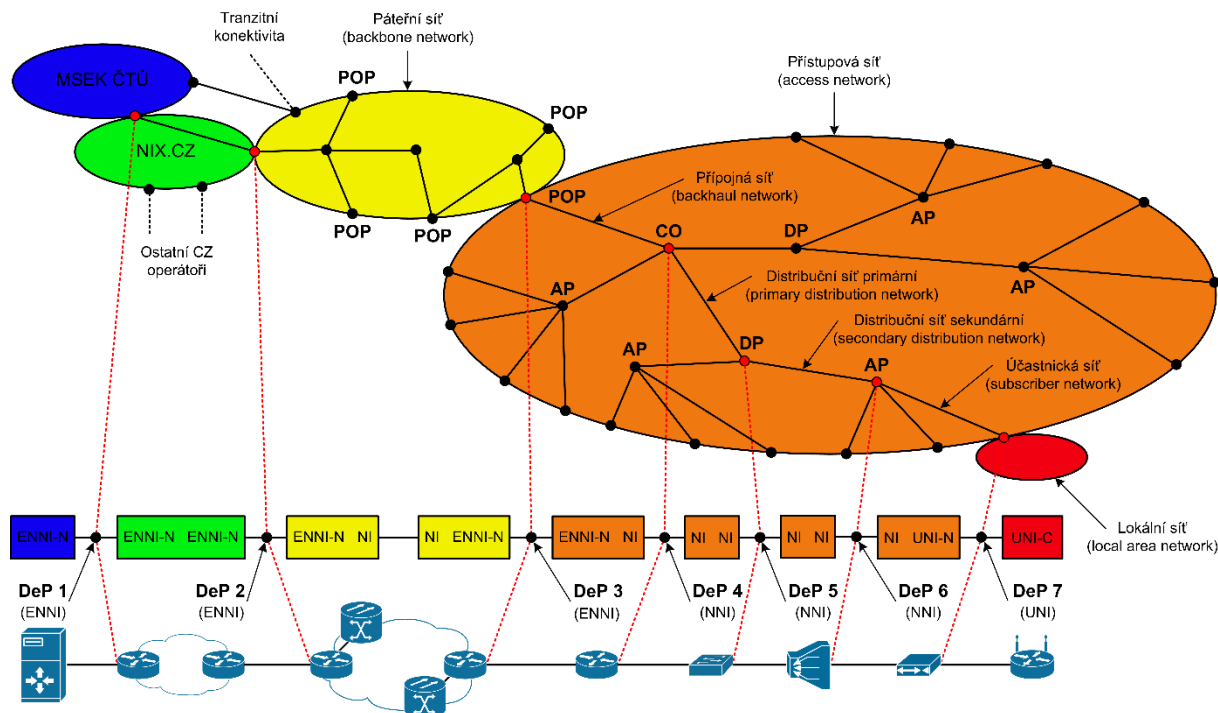 Tranzitní
konektivita
Páteřní síť
(backbone network)
Přístupová síť
(access network)
MSEK ČTÚ
POP
POP
NIX.CZ
Přípojná síť
(backhaul network)
POP
AP
POP
POP
CO
DP
Ostatní CZ
operátoři
Distribuční síť primární
(primary distribution network)
AP
AP
Distribuční síť sekundární
(secondary distribution network)
AP
DP
AP
Účastnická síť
(subscriber network)
Lokální síť
(local area network)
ENNI-N
ENNI-N ENNI-N
ENNI-N NI
NI ENNI-N
ENNI-N NI
NI NI
NI NI
NI UNI-N
UNI-C
DeP 1
(ENNI)
DeP 2
(ENNI)
DeP 3
(ENNI)
DeP 4
(NNI)
DeP 5
(NNI)
DeP 6
(NNI)
DeP 7
(UNI)